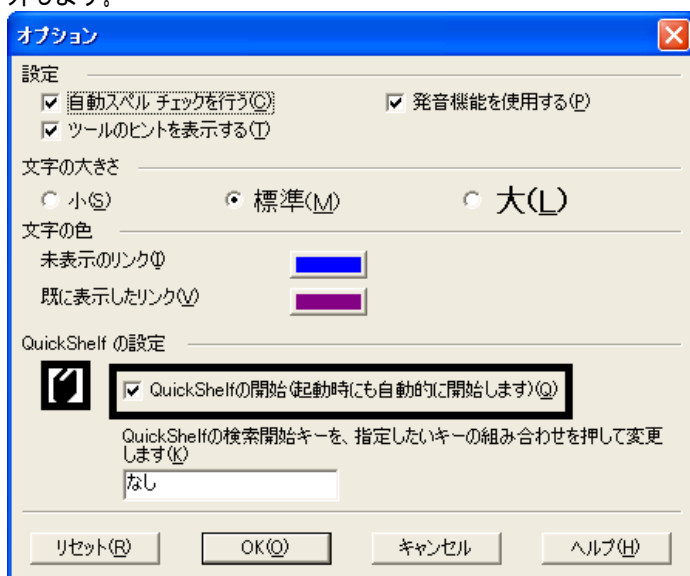 オプション
設定
自動スペル チェックを行う(C)
発音機能を使用する(P)
ツールのヒントを表示する(T)
文字の大きさ
小(S)
標準(M)
大(L)
文字の色
未表示のリンク(I)
既に表示したリンク(V)
QuickShelf の設定
QuickShelfの開始(起動時にも自動的に開始します)(Q)
QuickShelfの検索開始キーを、指定したいキーの組み合わせを押して変更
します(K)
なし
リセット(R)
OK(O)
キャンセル
ヘルプ(H)